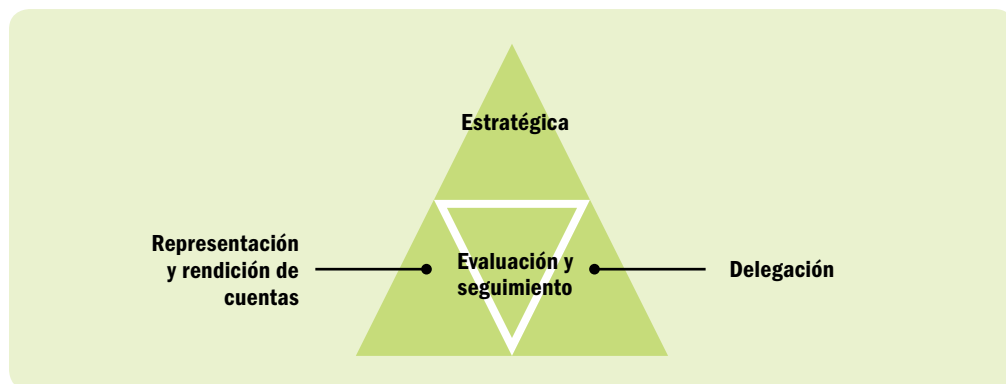 Estratégica
Representación
y rendición de
cuentas
Evaluación y
seguimiento
Delegación